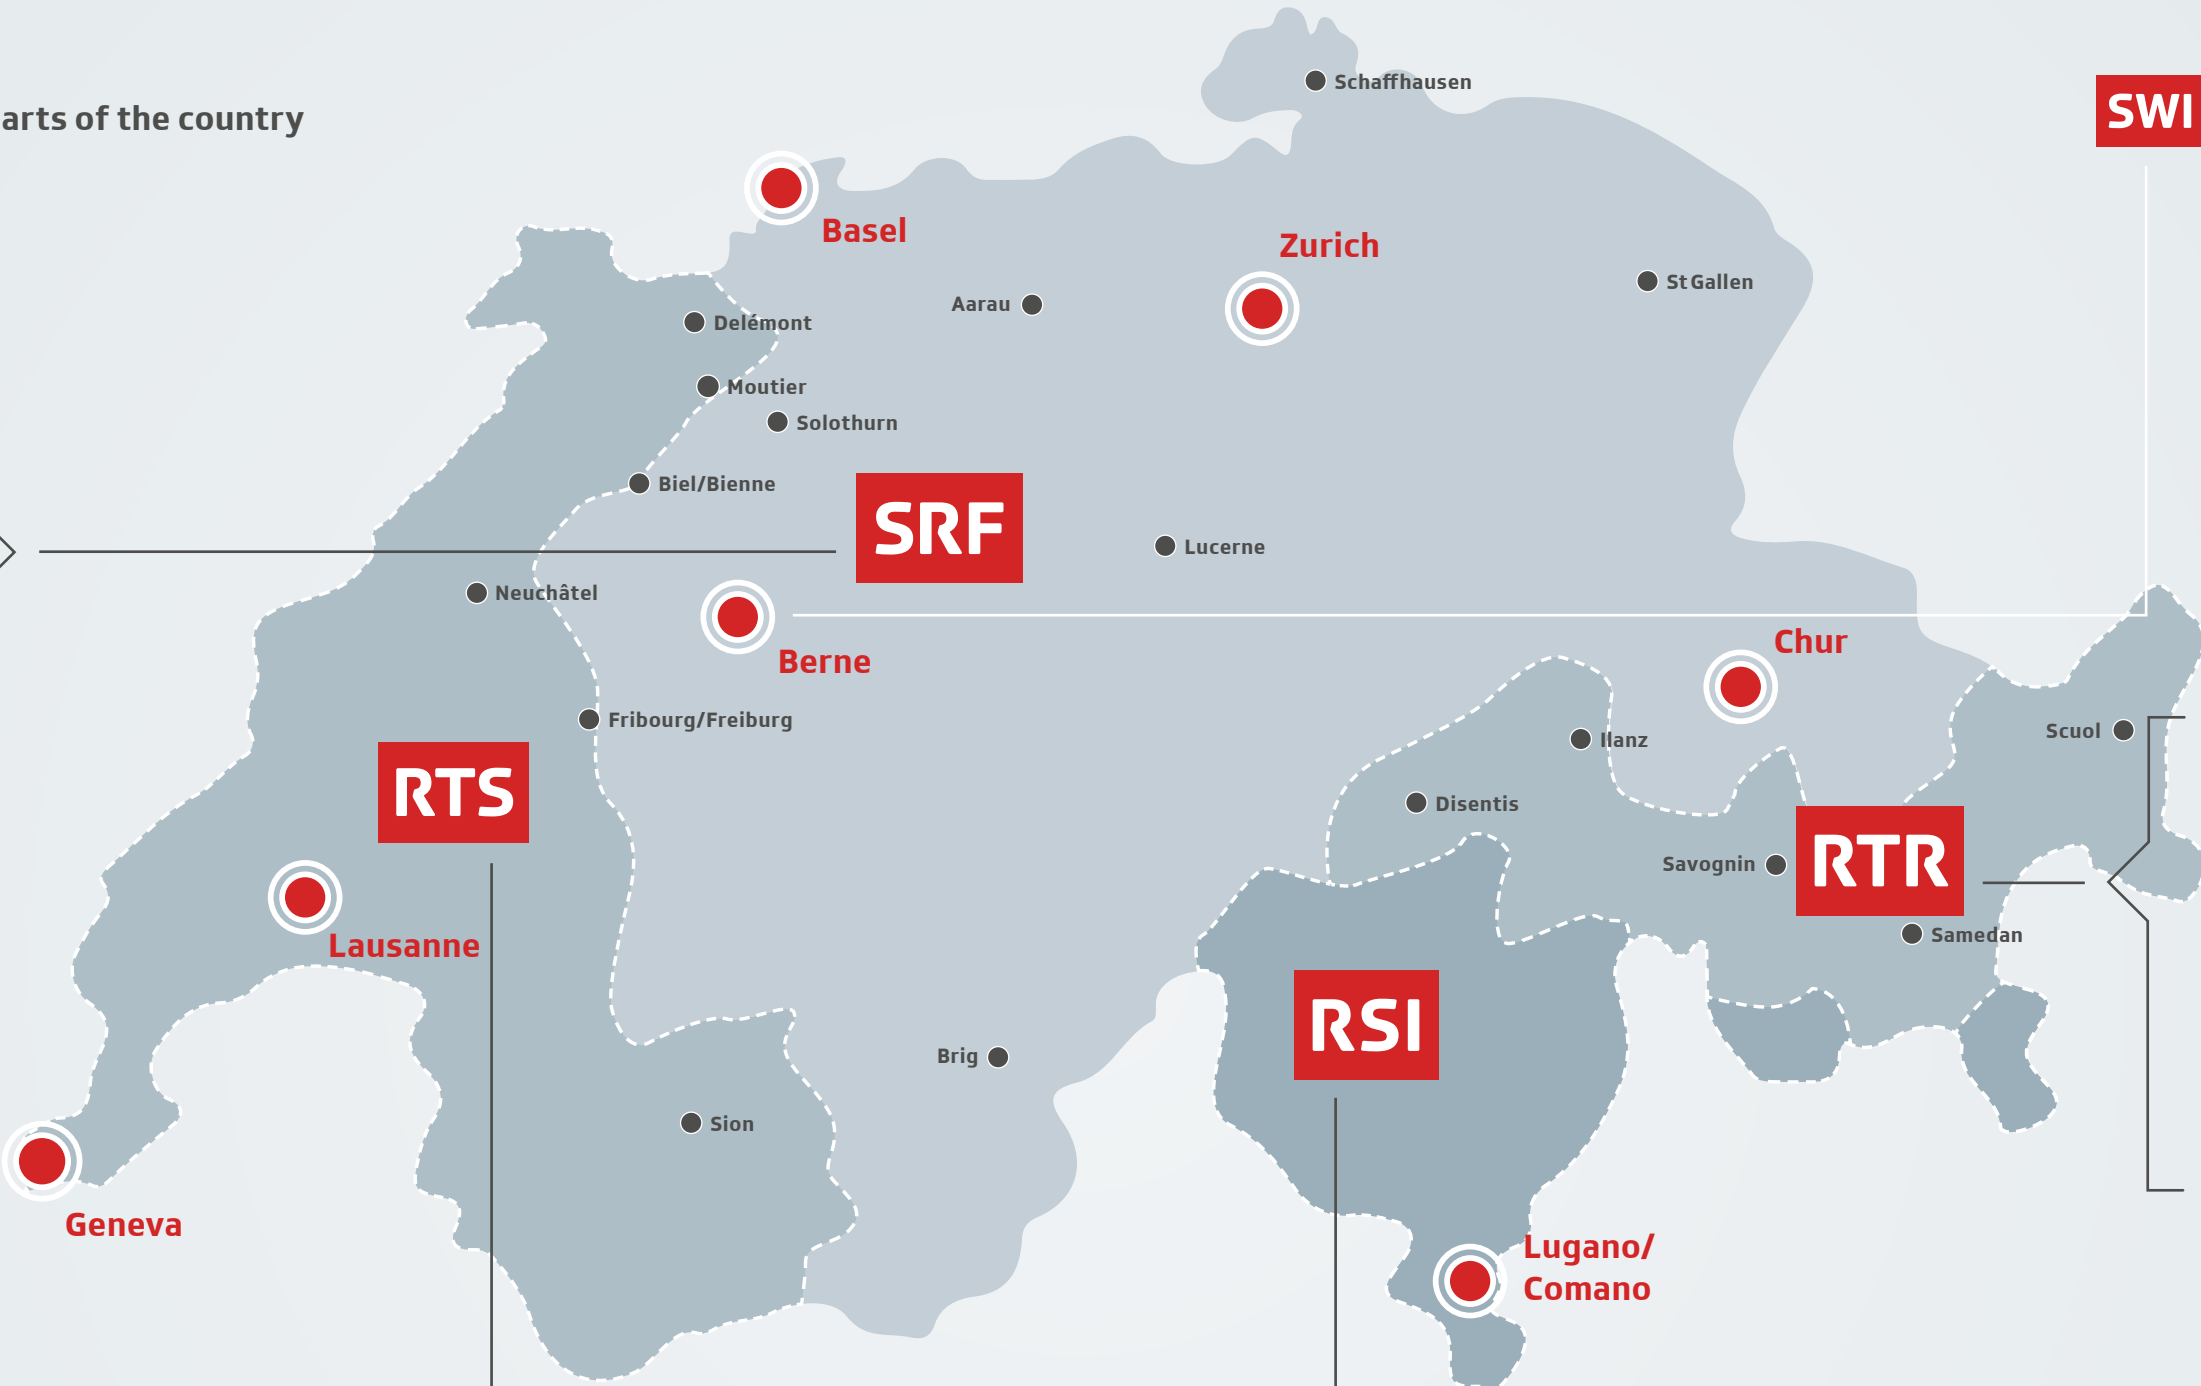 arts of the country
Schaffhausen
SWI
Basel
Zurich
St Gallen
Aarau
Delémont
Moutier
Solothurn
Biel/Bienne
SRF
Lucerne
Neuchâtel
Berne
Chur
Fribourg/Freiburg
Scuol
Ilanz
RTS
Disentis
RTR
Savognin
Lausanne
Samedan
RSI
Brig
Sion
Geneva
Lugano/
Comano